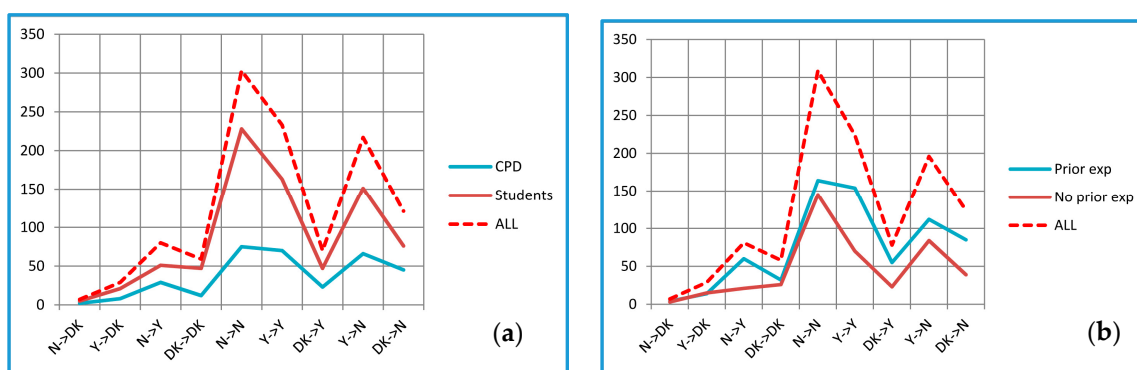 350
300
250
200
150
100
50
0
N->DK
Y->DK
N->Y
DK->DK
N->N
Y->Y
DK->Y
Y->N
DK->N
CPD
Students
ALL
(a)
350
300
250
200
150
100
50
0
N->DK
Y->DK
N->Y
DK->DK
N->N
Y->Y
DK->Y
Y->N
DK->N
Prior exp
No prior exp
ALL
(b)